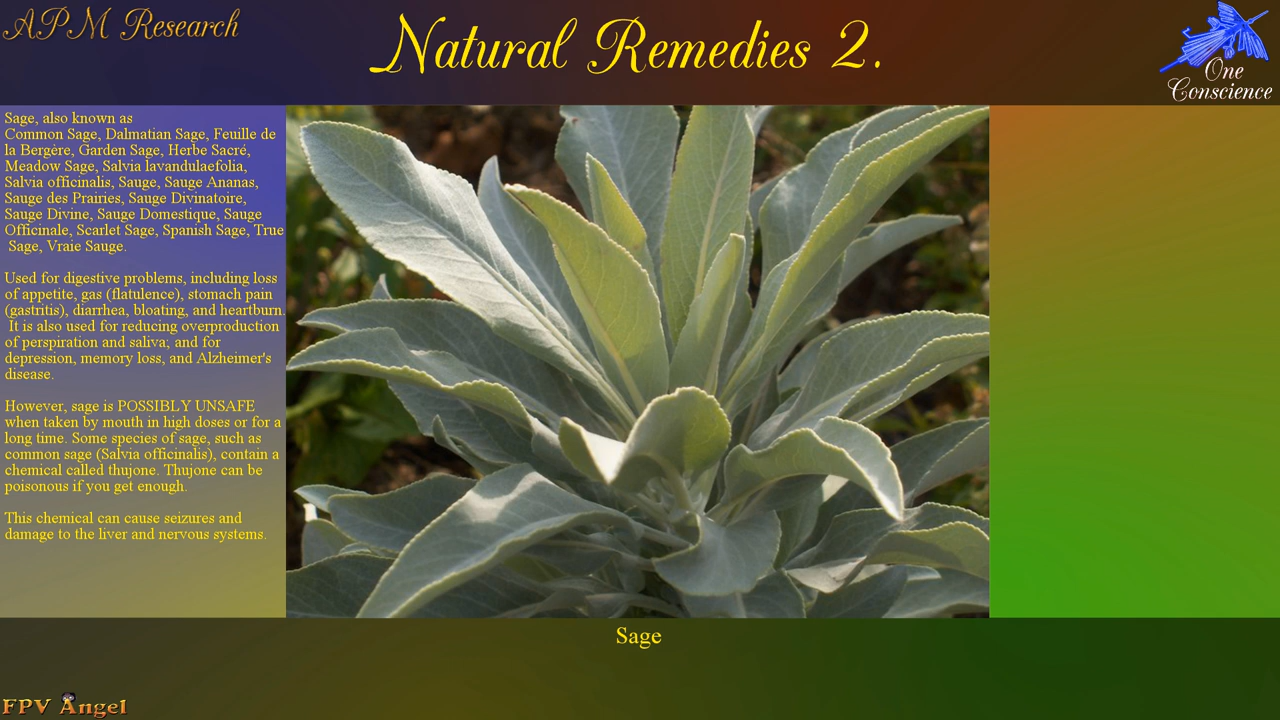 APM Research
Natural Remedies 2.
One
Conscience
Sage, also known as
Common Sage, Dalmatian Sage, Feuille de
la Bergère, Garden Sage, Herbe Sacré,
Meadow Sage, Salvia lavandulaefolia,
Salvia officinalis, Sauge, Sauge Ananas,
Sauge des Prairies, Sauge Divinatoire,
Sauge Divine, Sauge Domestique, Sauge
Officinale, Scarlet Sage, Spanish Sage, True
Sage, Vraie Sauge.
Used for digestive problems, including loss
of appetite, gas (flatulence), stomach pain
(gastritis), diarrhea, bloating, and heartburn.
It is also used for reducing overproduction
of perspiration and saliva; and for
depression, memory loss, and Alzheimer's
disease.
However, sage is POSSIBLY UNSAFE
when taken by mouth in high doses or for a
long time. Some species of sage, such as
common sage (Salvia officinalis), contain a
chemical called thujone. Thujone can be
poisonous if you get enough.
This chemical can cause seizures and
damage to the liver and nervous systems.
Sage
FPV Angel